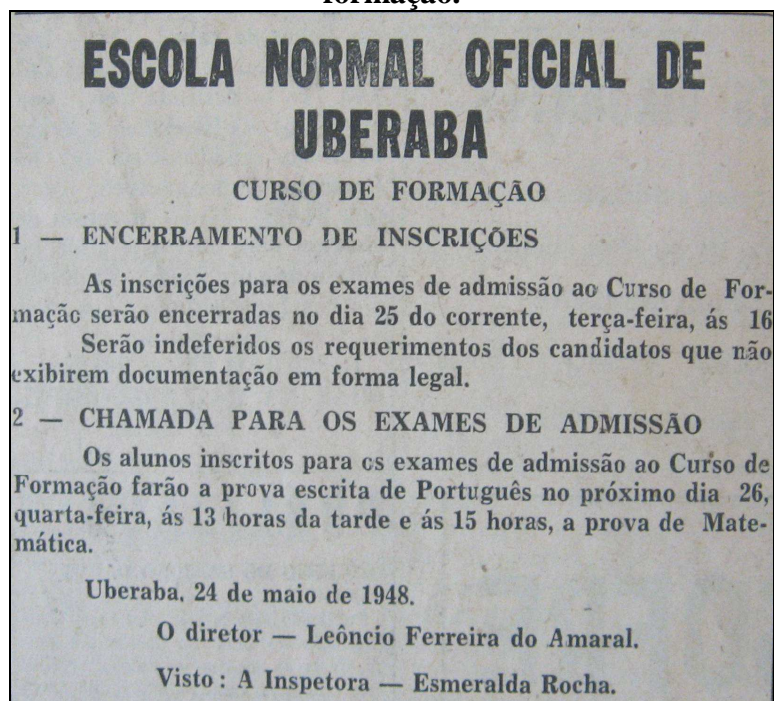 formação.
ESCOLA NORMAL OFICIAL DE
UBERABA
CURSO DE FORMAÇÃO
1 — ENCERRAMENTO DE INSCRIÇÕES
As inscrições para os exames de admissão ao Curso de For-
mação serão encerradas no dia 25 do corrente, terça-feira, ás 16
Serão indeferidos os requerimentos dos candidatos que não
exibirem documentação em forma legal.
2 — CHAMADA PARA OS EXAMES DE ADMISSÃO
Os alunos inscritos para os exames de admissão ao Curso de
Formação farão a prova escrita de Português no próximo dia 26,
quarta-feira, ás 13 horas da tarde e ás 15 horas, a prova de Mate-
mática.
Uberaba, 24 de maio de 1948.
O diretor — Leôncio Ferreira do Amaral.
Visto: A Inspetora — Esmeralda Rocha.